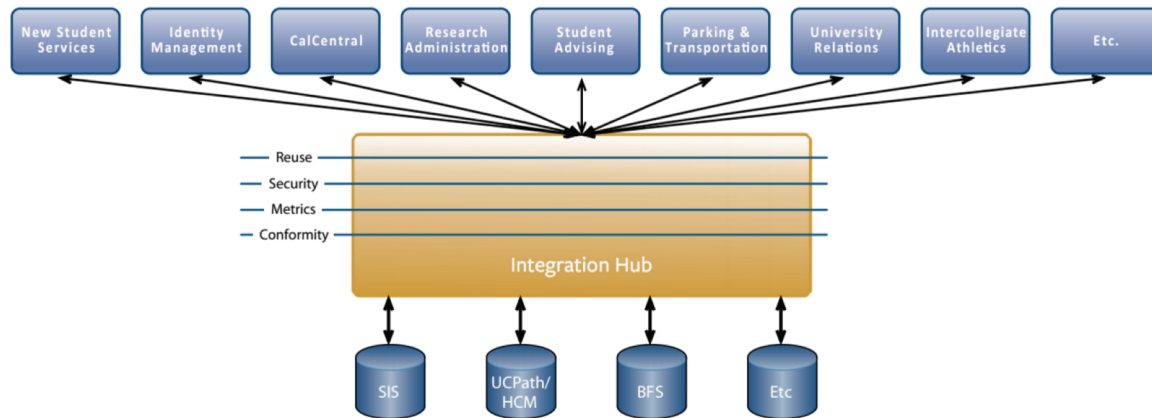 New Student
Services
Identity
Management
CalCentral
Research
Administration
Student
Advising
Parking &
Transportation
University
Relations
Intercollegiate
Athletics
Etc.
Reuse
Security
Metrics
Conformity
Integration Hub
SIS
UCPath/
HCM
BFS
Etc